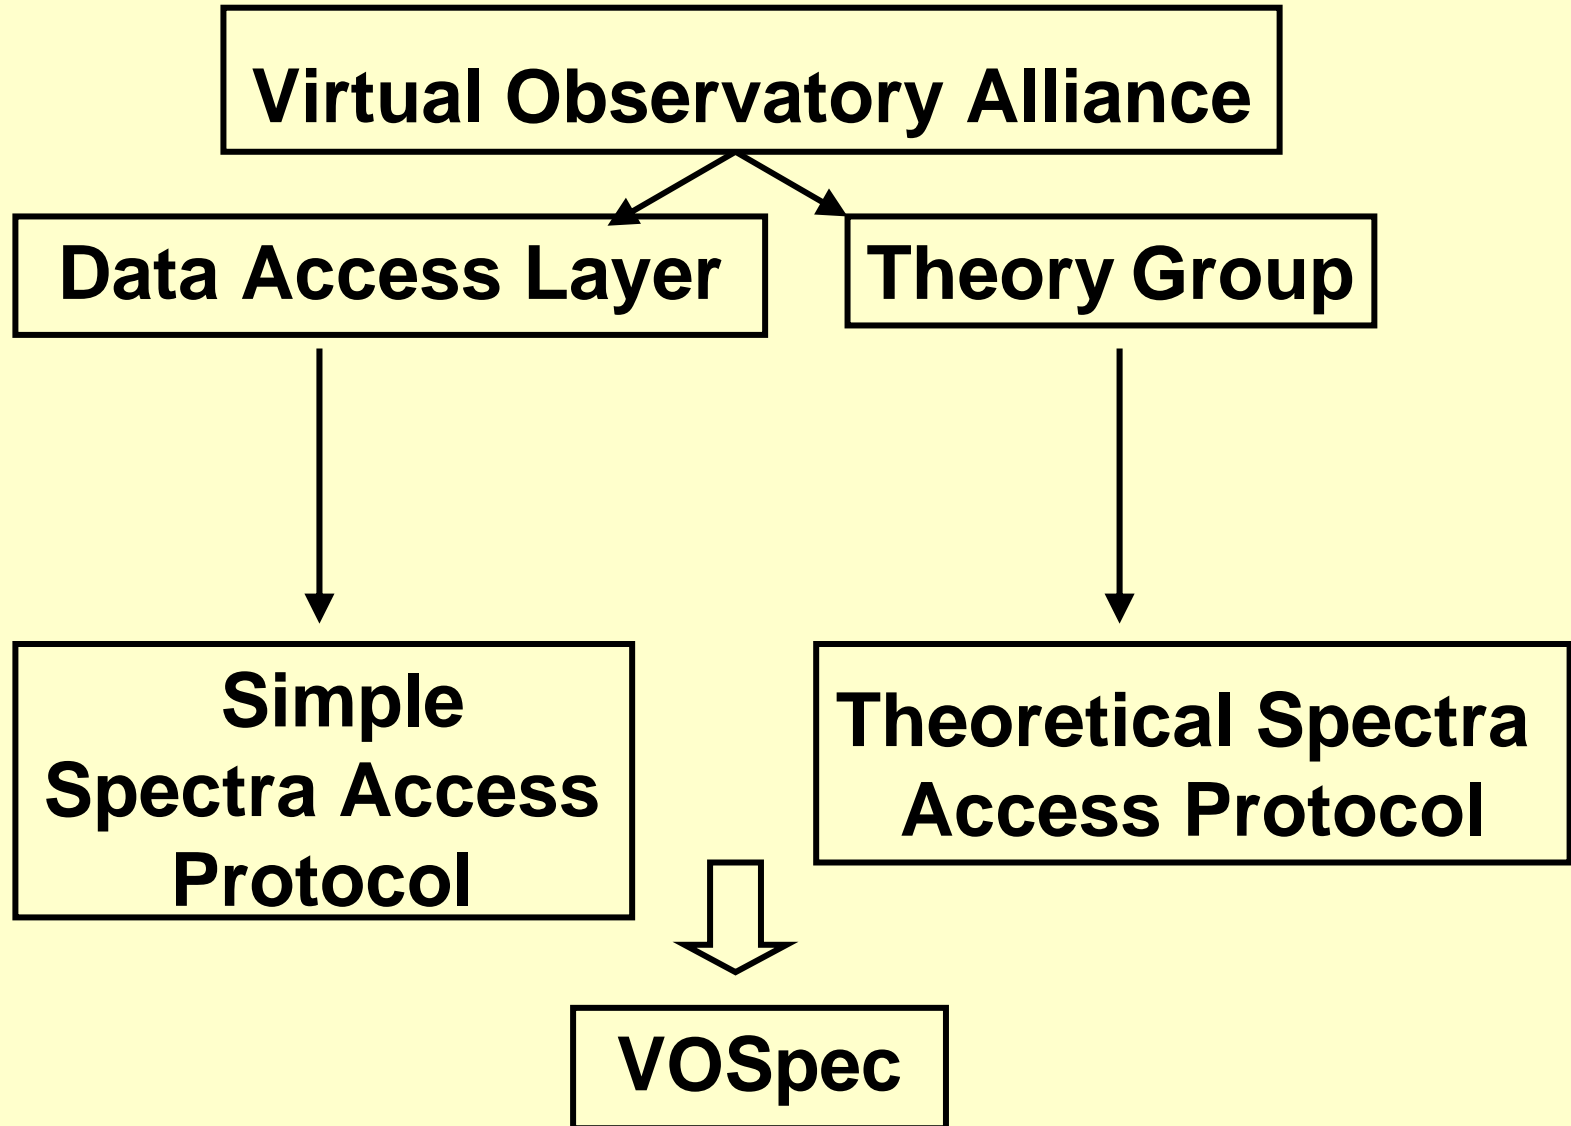 Virtual Observatory Alliance
Data Access Layer
Theory Group
Simple
Spectra Access
Protocol
Theoretical Spectra
Access Protocol
VOSpec